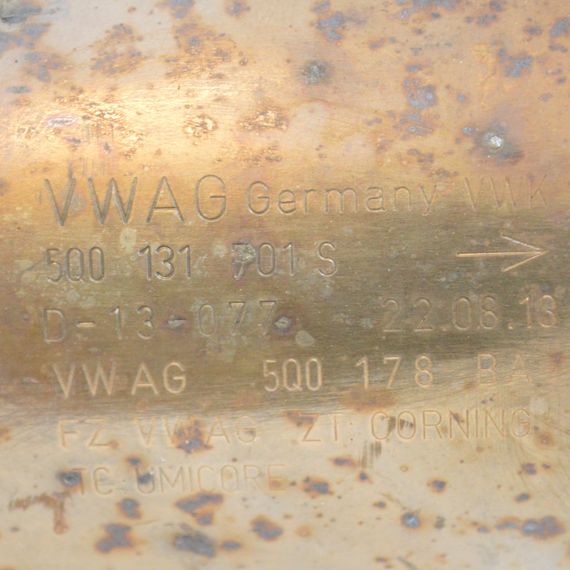 VWAG Germany VWK
5Q0 131 701 S →
D-13-077 22.08.13
VWAG 5Q0 178 BA
FZ VWAG ZT CORNING
TC UMICORE